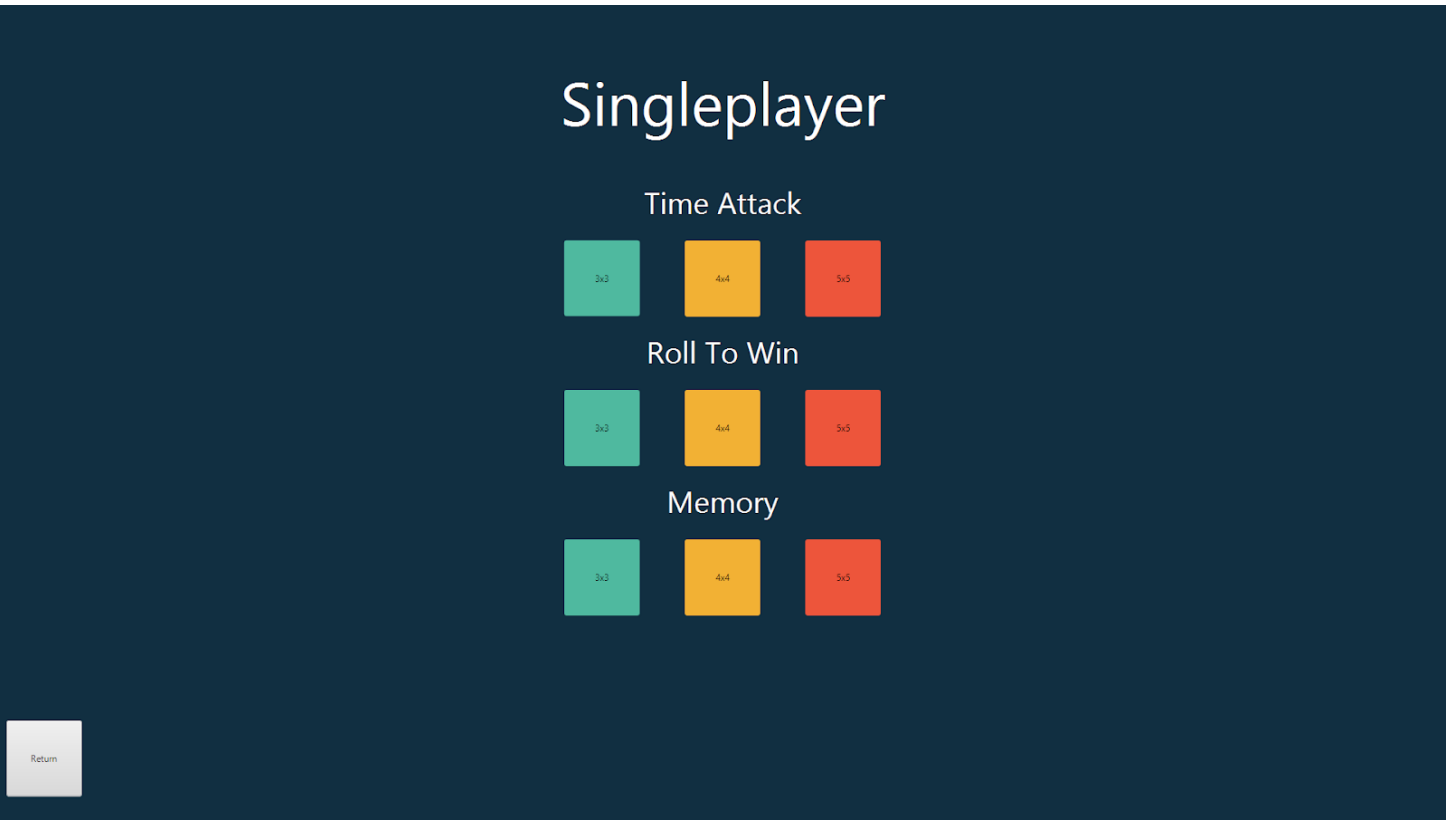 Singleplayer
Time Attack
3x3 4x4 5x5
Roll To Win
3x3 4x4 5x5
Memory
3x3 4x4 5x5
Return